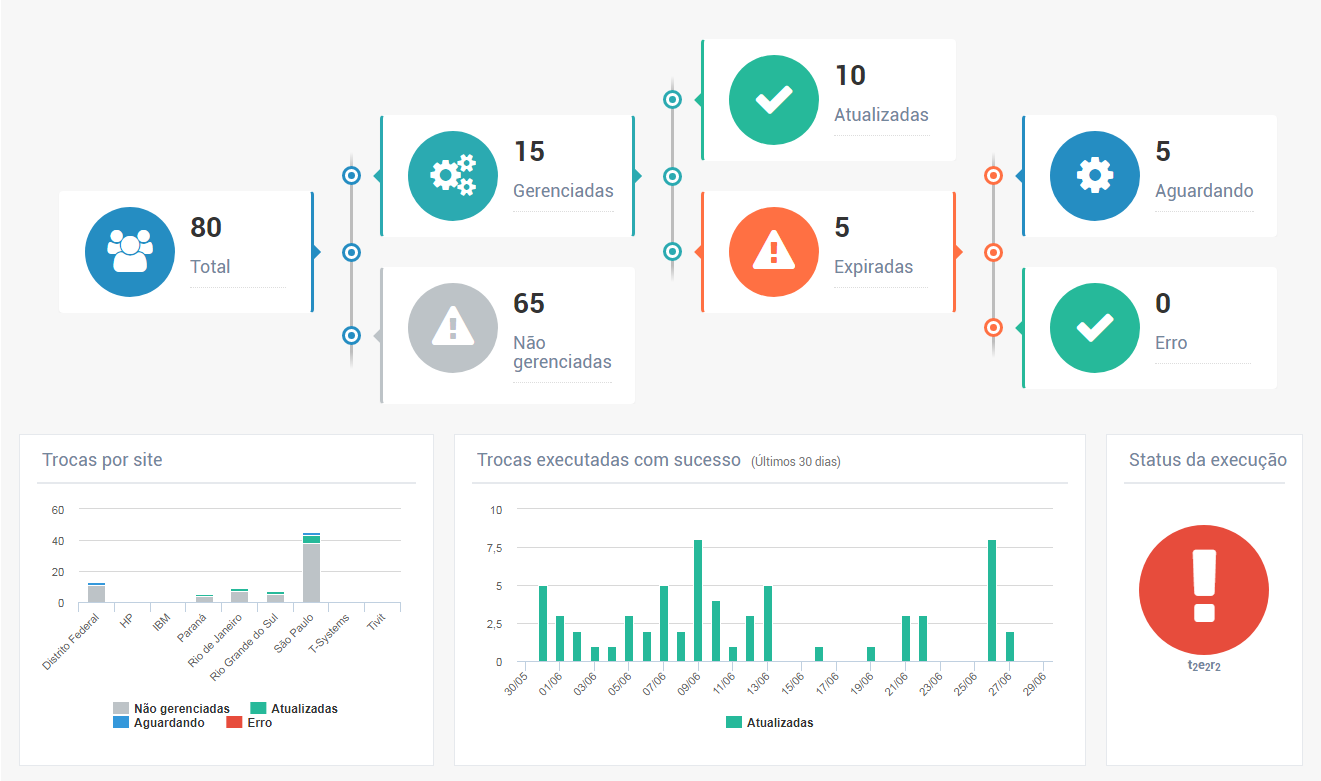 80
Total
15
Gerenciadas
65
Não
gerenciadas
10
Atualizadas
5
Expiradas
5
Aguardando
0
Erro
Trocas por site
60
40
20
0
Distrito Federal
HP
IBM
Paraná
Rio de Janeiro
Rio Grande do Sul
São Paulo
T-Systems
Tivit
Não gerenciadas
Atualizadas
Aguardando
Erro
Trocas executadas com sucesso (Últimos 30 dias)
10
7,5
5
2,5
0
30/05
01/06
03/06
05/06
07/06
09/06
11/06
13/06
15/06
17/06
19/06
21/06
23/06
25/06
27/06
29/06
Atualizadas
Status da execução
t2e2r2